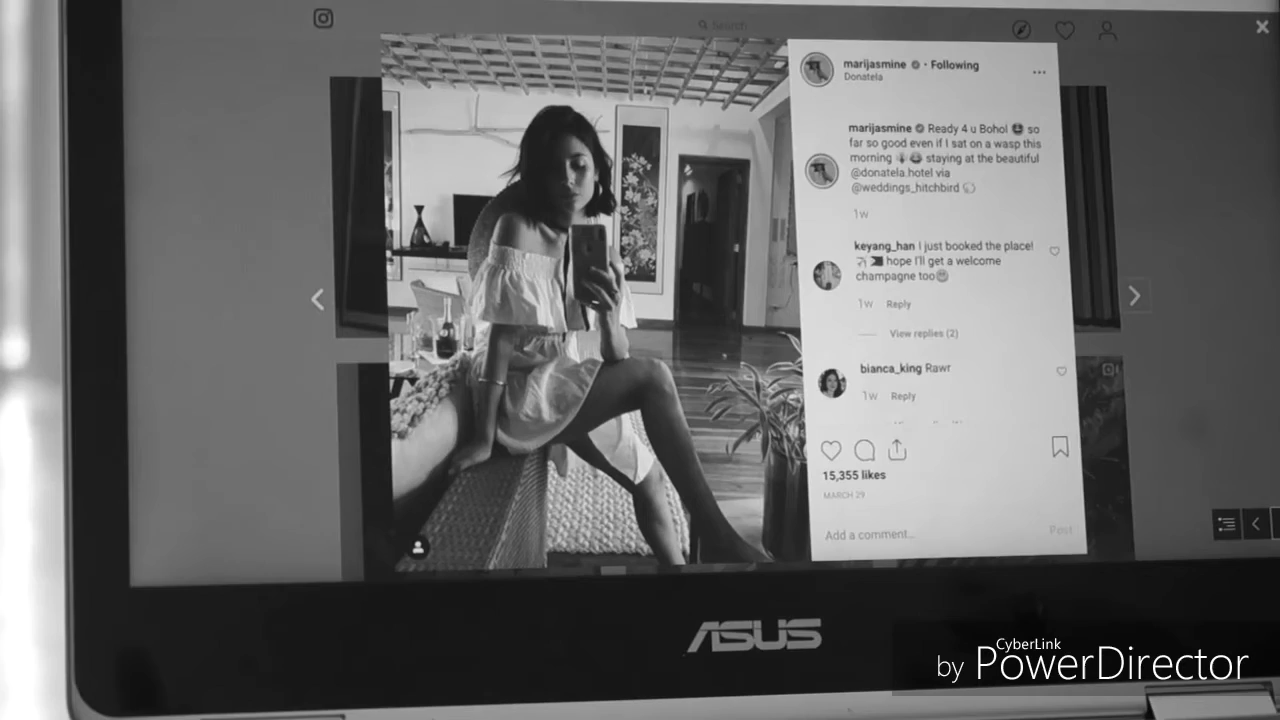 Search
marijasmine • Following
Donatela
marijasmine Ready 4 u Bohol 😆 so
far so good even if I sat on a wasp this
morning 🌴😂 staying at the beautiful
@donatela.hotel via
@weddings_hitchbird
1w
keyang_han I just booked the place!
✈️🇵🇭 hope I'll get a welcome
champagne too
1w Reply
View replies (2)
bianca_king Rawr
1w Reply
15,355 likes
MARCH 29
Add a comment... Post
ASUS
CyberLink
by PowerDirector